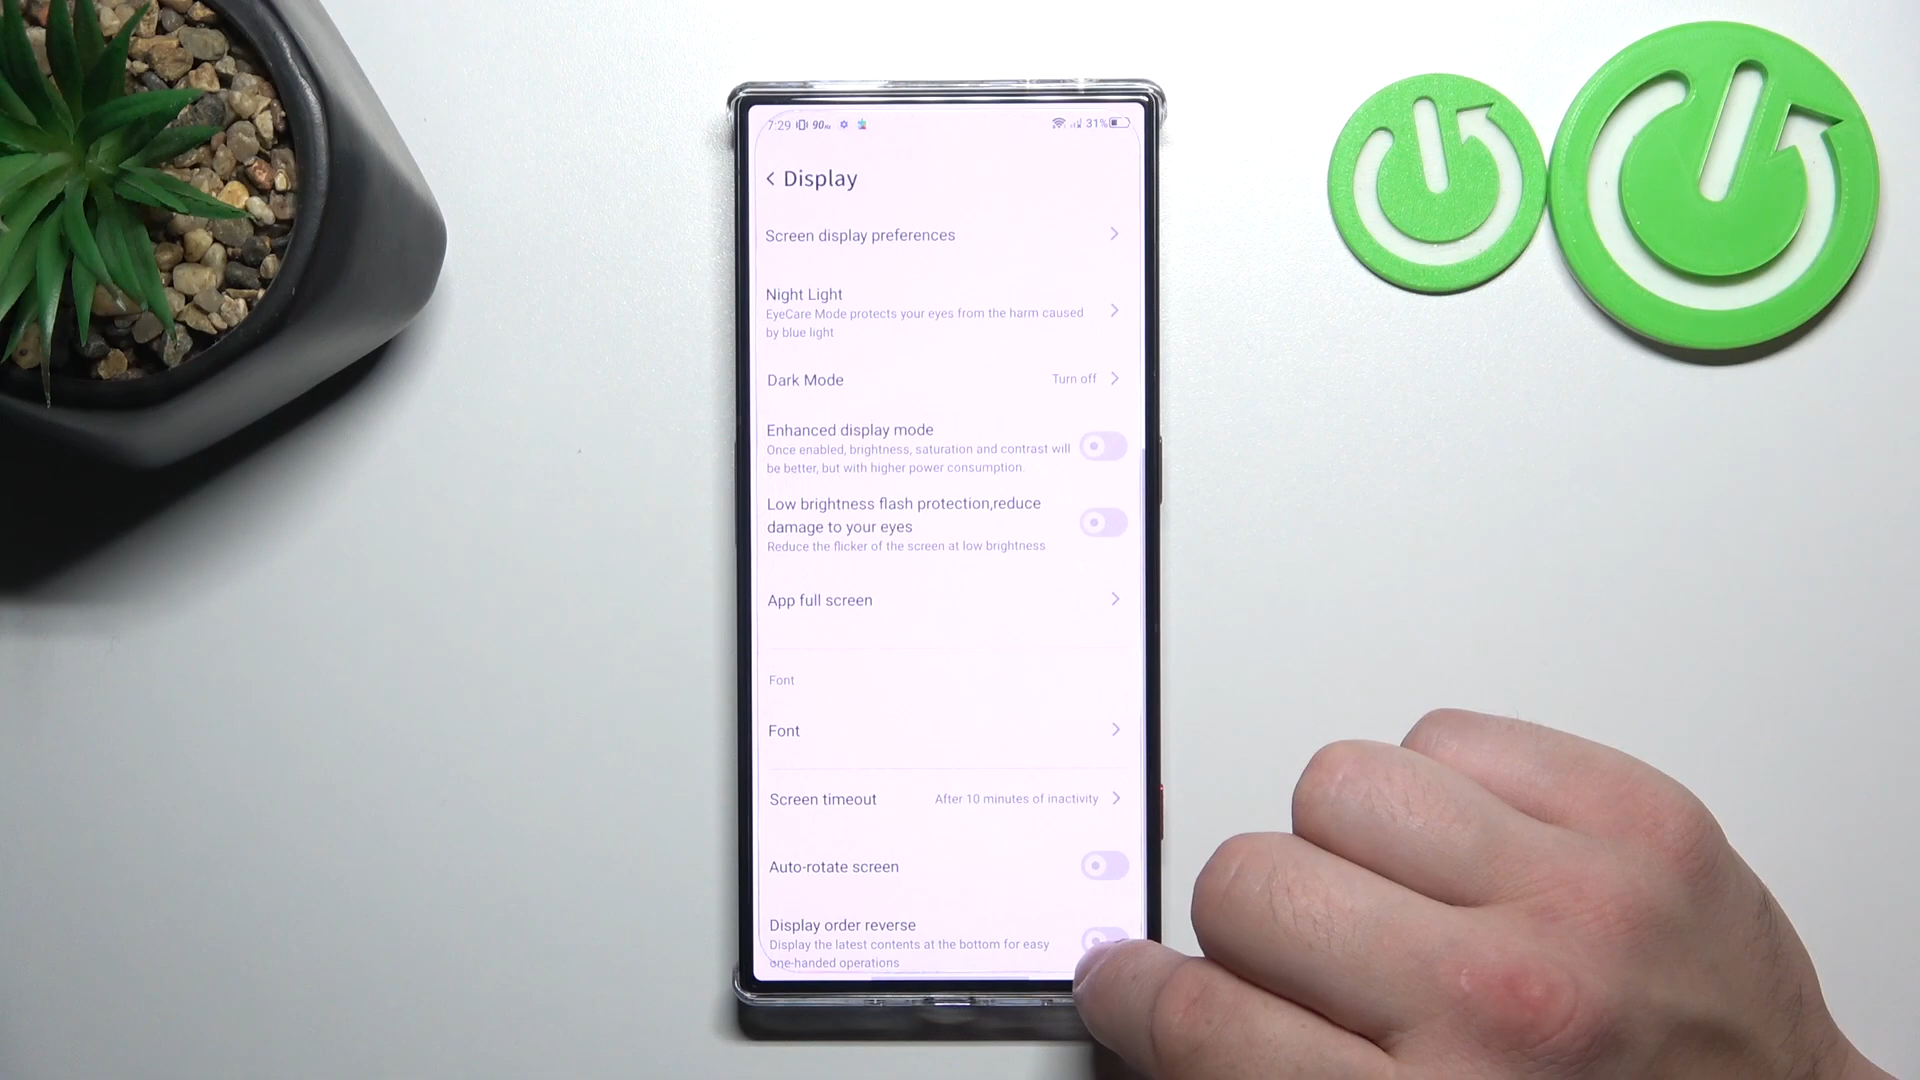 7:29 90Hz 31%
Display
Screen display preferences
Night Light
EyeCare Mode protects your eyes from the harm caused
by blue light
Dark Mode Turn off
Enhanced display mode
Once enabled, brightness, saturation and contrast will
be better, but with higher power consumption.
Low brightness flash protection,reduce
damage to your eyes
Reduce the flicker of the screen at low brightness
App full screen
Font
Font
Screen timeout After 10 minutes of inactivity
Auto-rotate screen
Display order reverse
Display the latest contents at the bottom for easy
one-handed operations